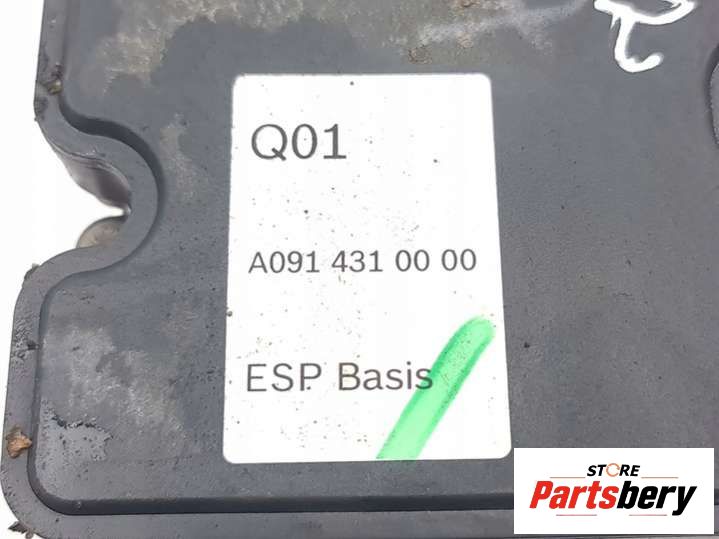 Q01
A091 431 00 00
ESP Basis
STORE
Partsbery